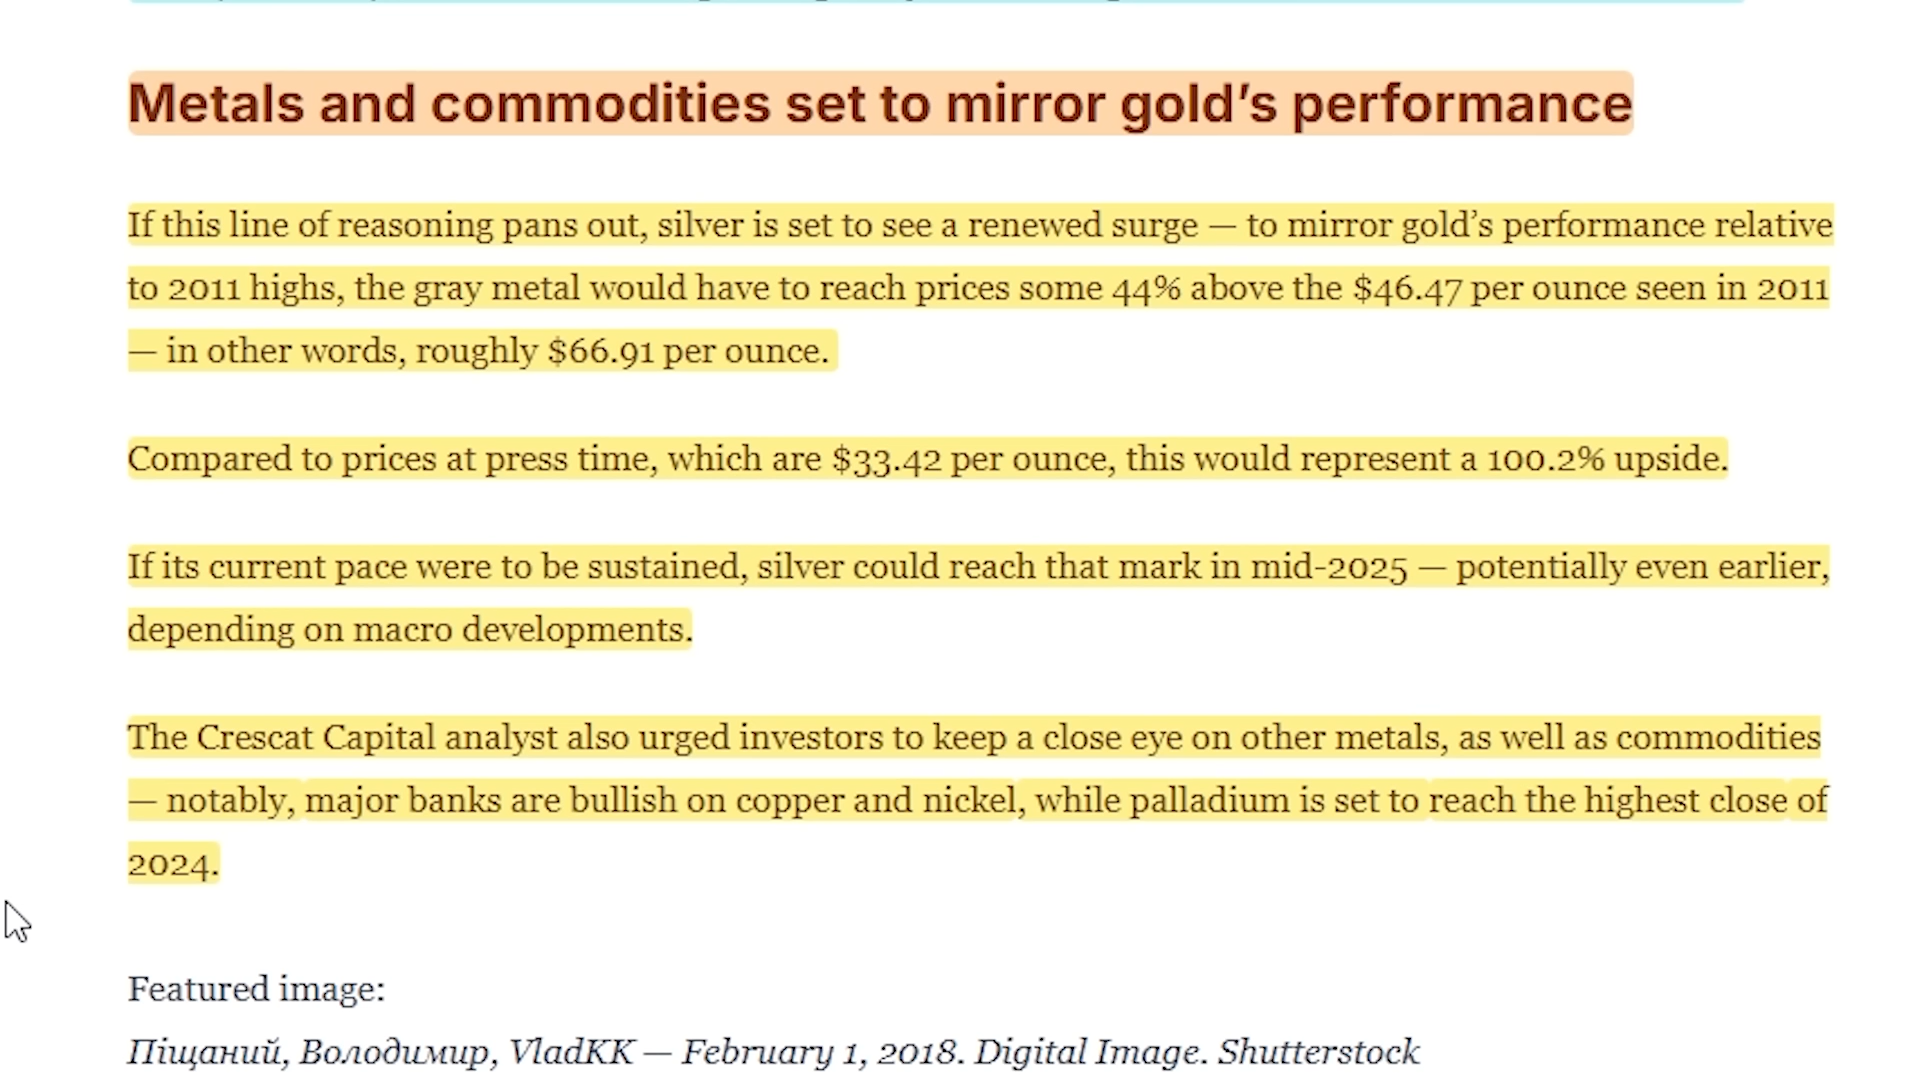 Metals and commodities set to mirror gold’s performance
If this line of reasoning pans out, silver is set to see a renewed surge — to mirror gold’s performance relative
to 2011 highs, the gray metal would have to reach prices some 44% above the $46.47 per ounce seen in 2011
— in other words, roughly $66.91 per ounce.
Compared to prices at press time, which are $33.42 per ounce, this would represent a 100.2% upside.
If its current pace were to be sustained, silver could reach that mark in mid-2025 — potentially even earlier,
depending on macro developments.
The Crescat Capital analyst also urged investors to keep a close eye on other metals, as well as commodities
— notably, major banks are bullish on copper and nickel, while palladium is set to reach the highest close of
2024.
Featured image:
Піщаний, Володимир, VladKK — February 1, 2018. Digital Image. Shutterstock